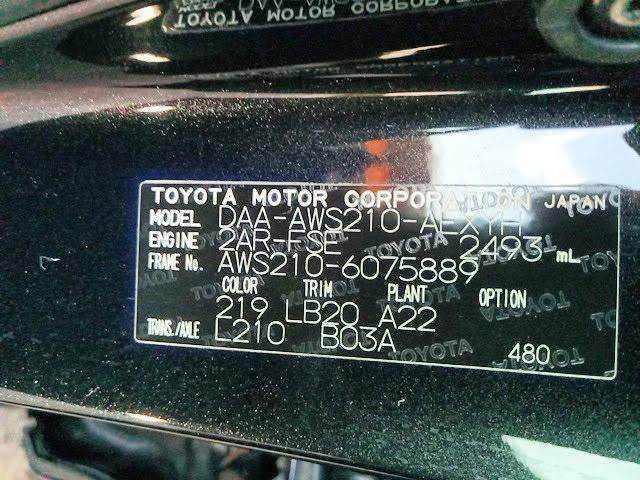 TOYOTA MOTOR CORPORATION JAPAN
MODEL DAA-AWS210-AEXYH
ENGINE 2AR-FSE 2493 mL
FRAME No. AWS210-6075889
COLOR TRIM PLANT OPTION
219 LB20 A22
TRANS./AXLE L210 B03A
480